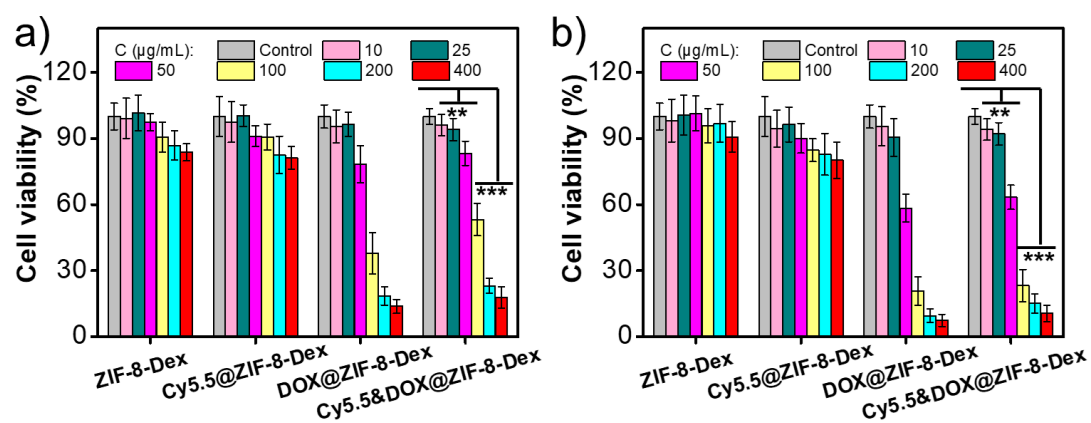 a)
C (µg/mL): Control 10 25
50 100 200 400
Cell viability (%)
120
90
60
30
0
**
***
ZIF-8-Dex
Cy5.5@ZIF-8-Dex
DOX@ZIF-8-Dex
Cy5.5&DOX@ZIF-8-Dex
b)
C (µg/mL): Control 10 25
50 100 200 400
Cell viability (%)
120
90
60
30
0
**
***
ZIF-8-Dex
Cy5.5@ZIF-8-Dex
DOX@ZIF-8-Dex
Cy5.5&DOX@ZIF-8-Dex